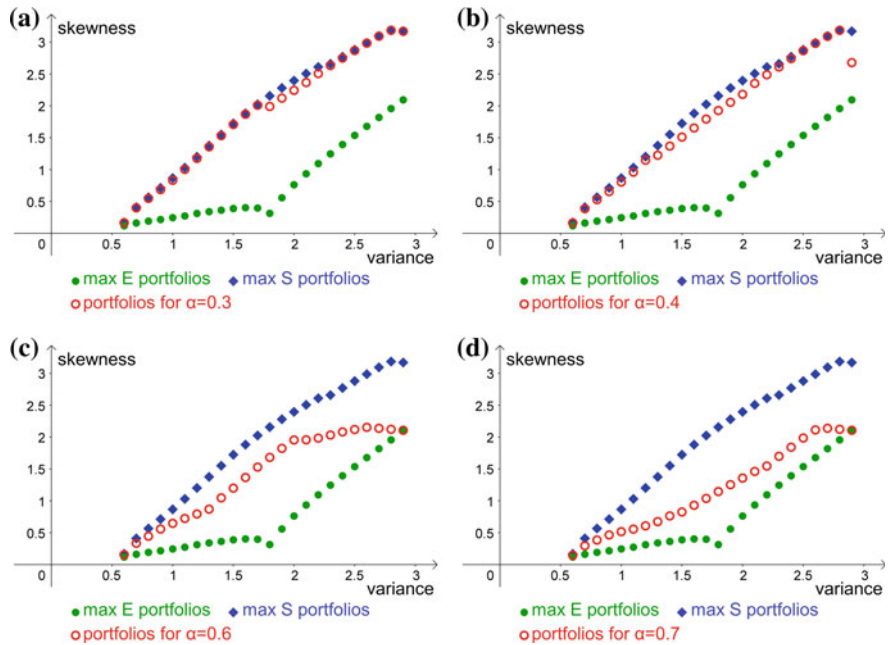 (a)
skewness
3
2.5
2
1.5
1
0.5
0
0.5 1 1.5 2 2.5 3
variance
max E portfolios max S portfolios
portfolios for α=0.3
(b)
skewness
3
2.5
2
1.5
1
0.5
0
0.5 1 1.5 2 2.5 3
variance
max E portfolios max S portfolios
portfolios for α=0.4
(c)
skewness
3
2.5
2
1.5
1
0.5
0
0.5 1 1.5 2 2.5 3
variance
max E portfolios max S portfolios
portfolios for α=0.6
(d)
skewness
3
2.5
2
1.5
1
0.5
0
0.5 1 1.5 2 2.5 3
variance
max E portfolios max S portfolios
portfolios for α=0.7